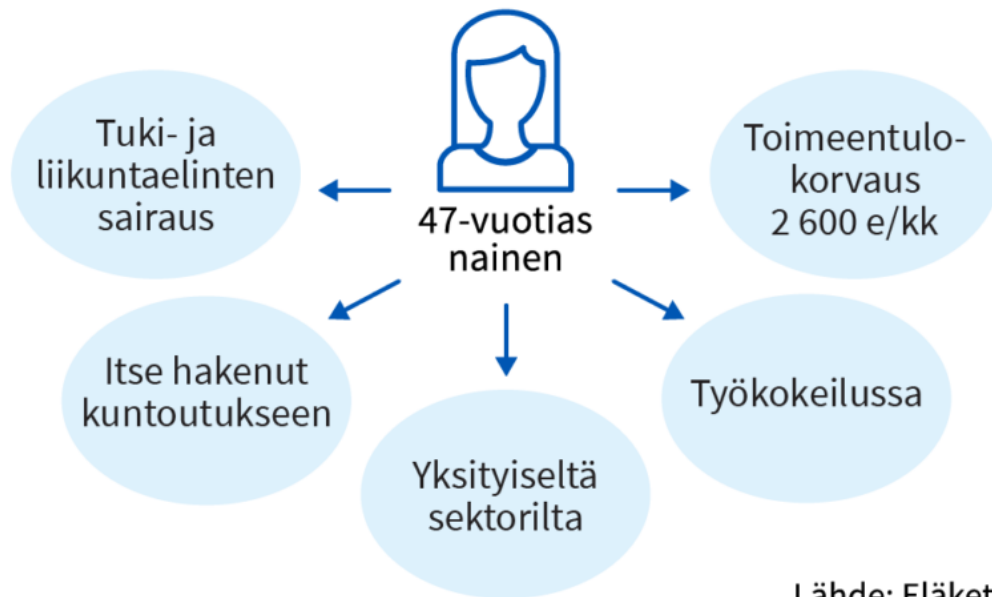 47-vuotias
nainen
Tuki- ja
liikuntaelinten
sairaus
Itse hakenut
kuntoutukseen
Yksityiseltä
sektorilta
Työkokeilussa
Toimeentulo-
korvaus
2 600 e/kk
Lähde: